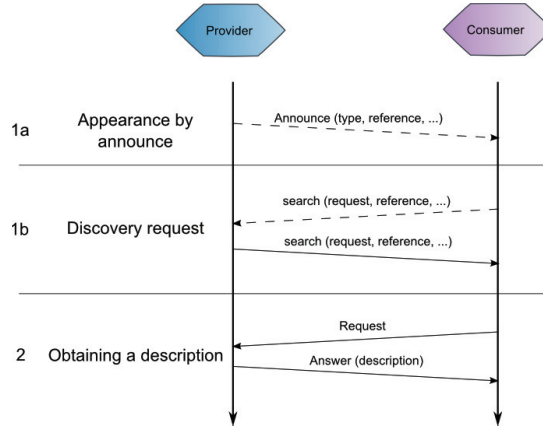 Provider
Consumer
1a
Appearance by
announce
Announce (type, reference, ...)
1b
Discovery request
search (request, reference, ...)
search (request, reference, ...)
2
Obtaining a description
Request
Answer (description)